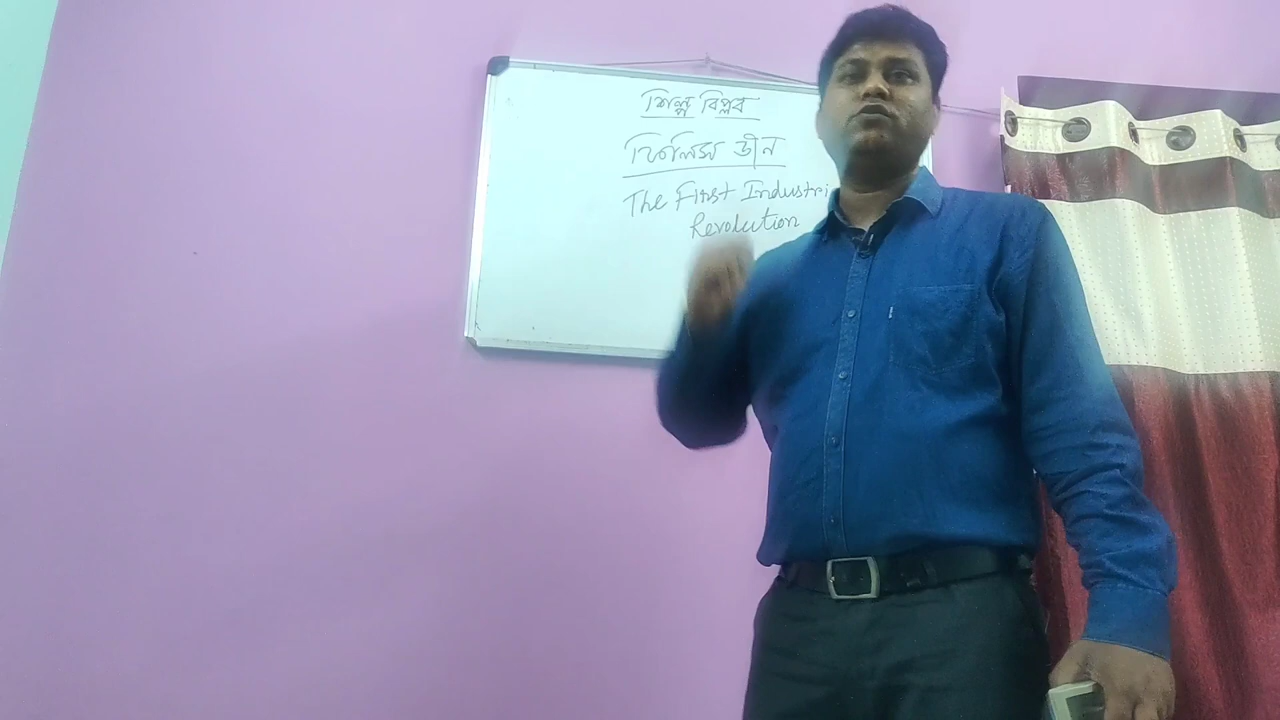 শিল্প বিপ্লব
ফিলিস ডীন
The First Industri
Revolution